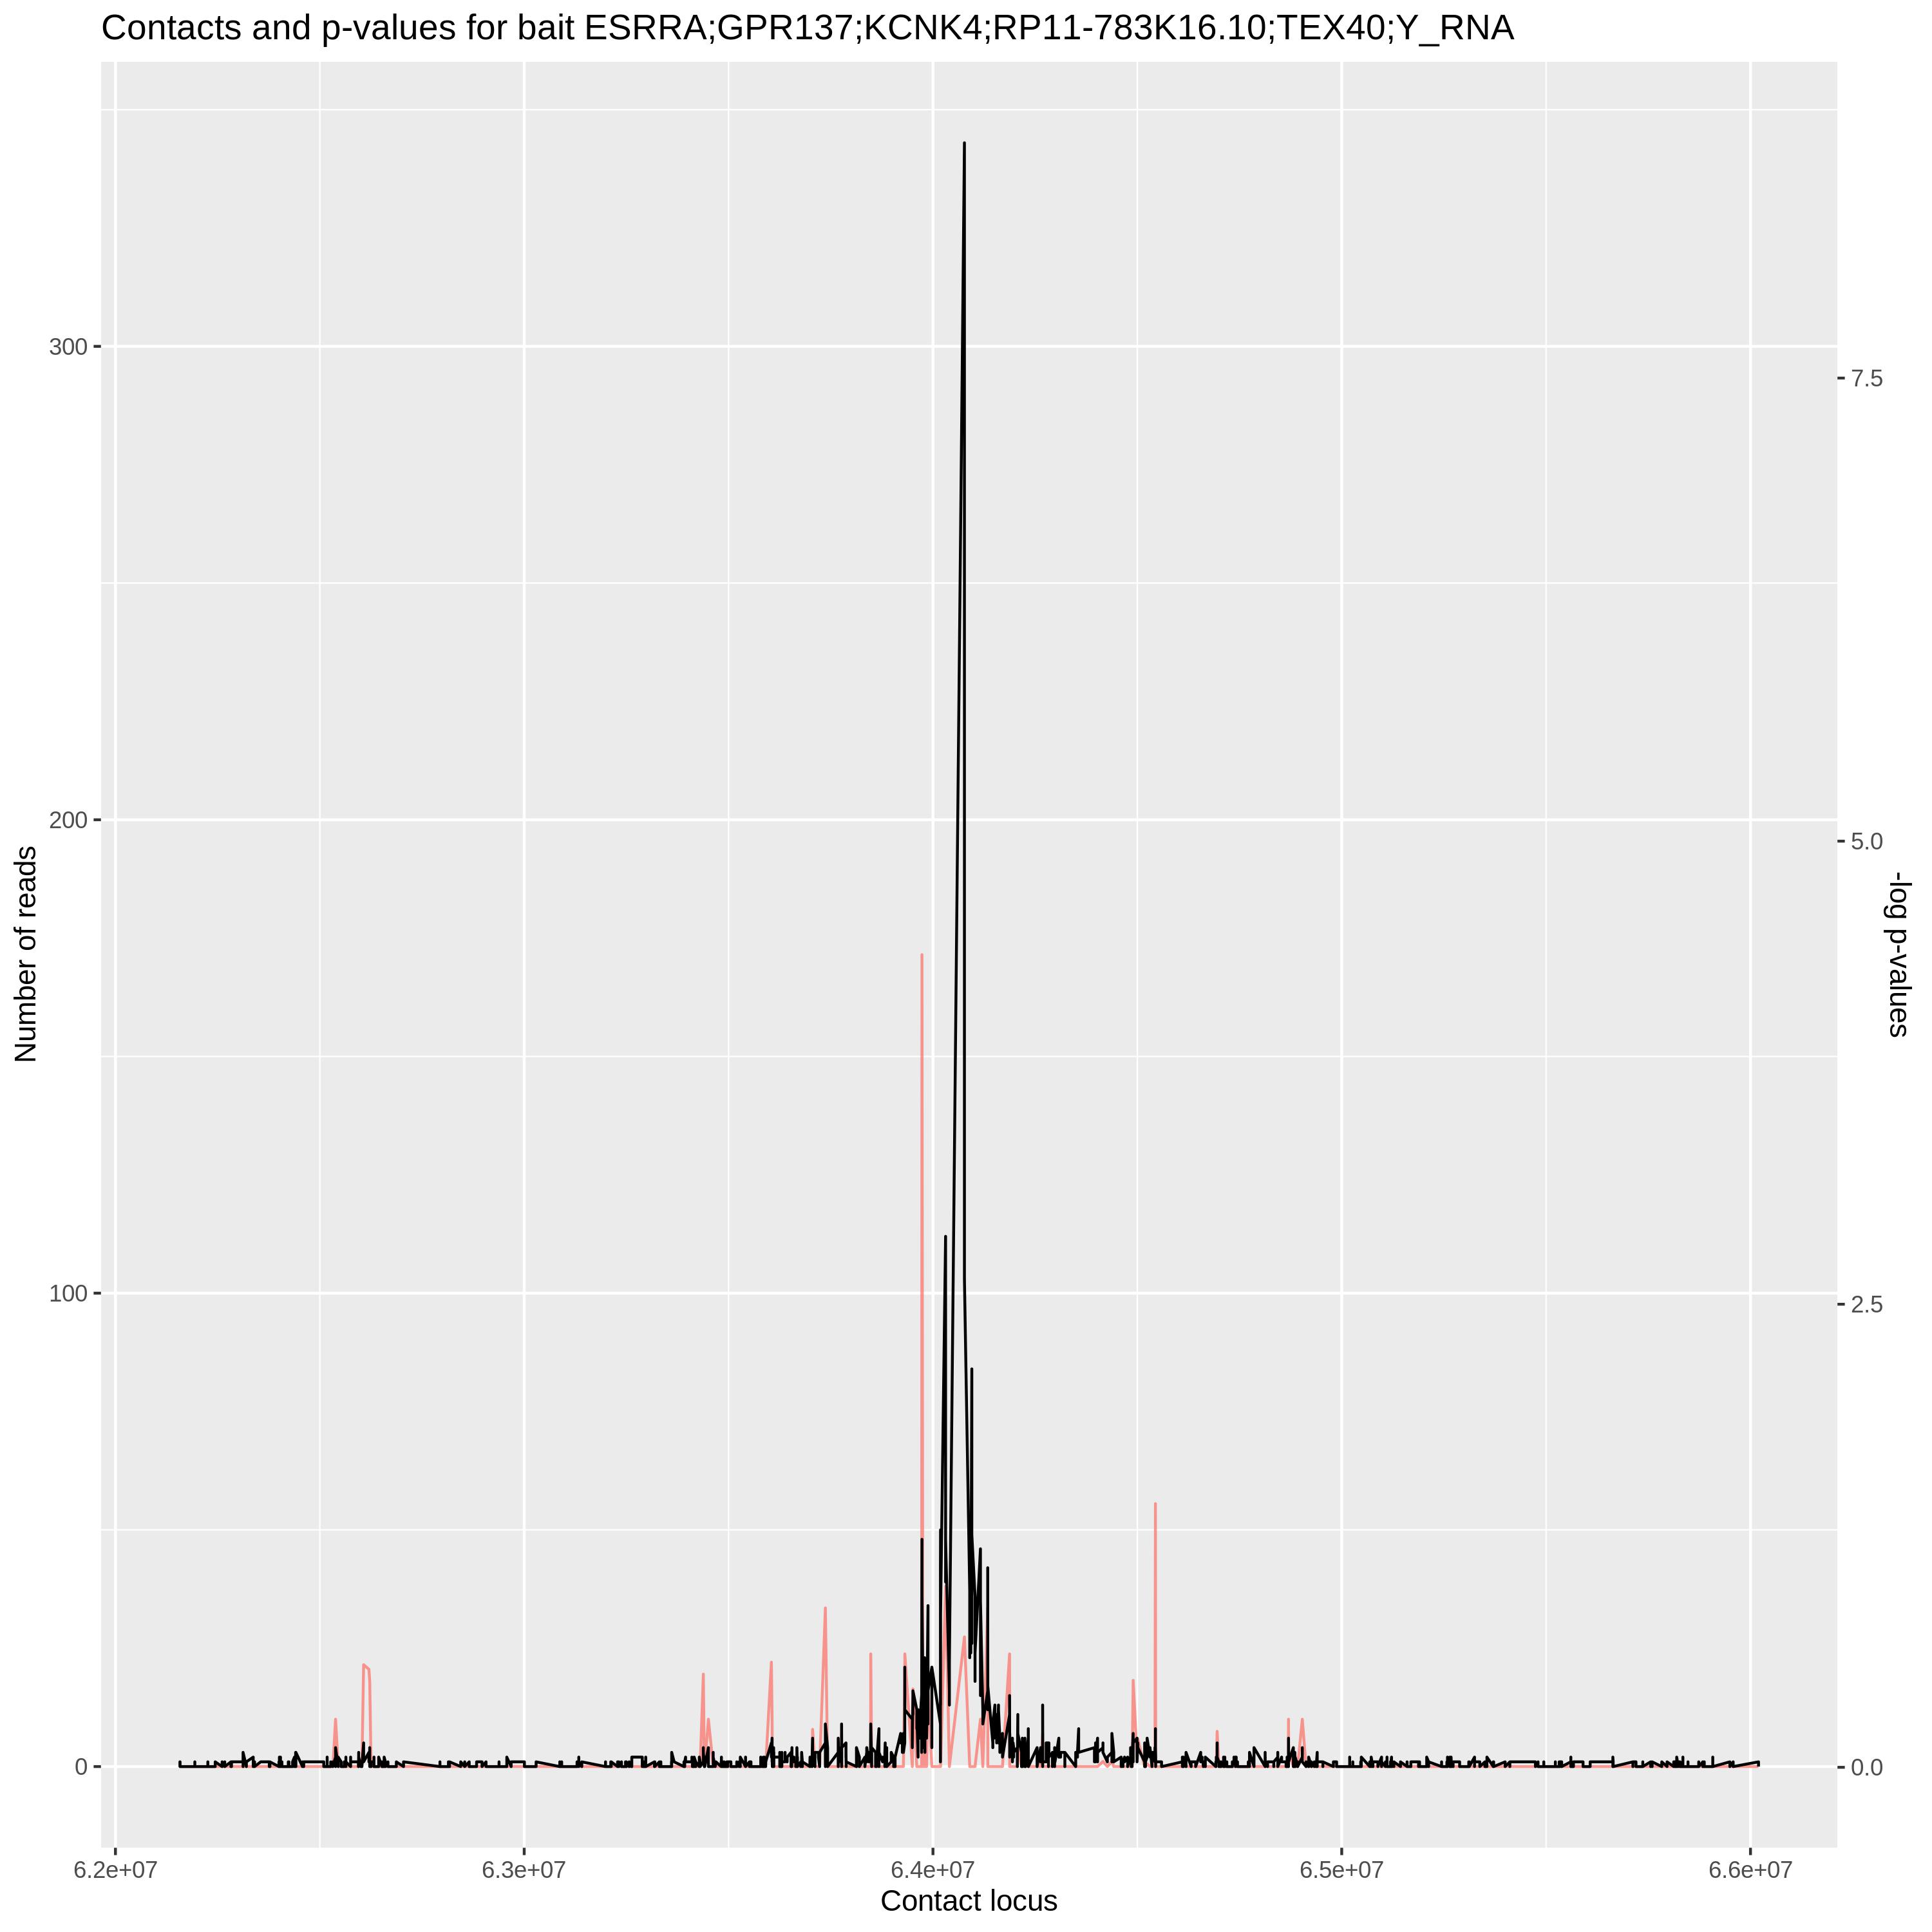 Contacts and p-values for bait ESRRA;GPR137;KCNK4;RP11-783K16.10;TEX40;Y_RNA
300
200
100
0
Number of reads
7.5
5.0
2.5
0.0
-log p-values
6.2e+07 6.3e+07 6.4e+07 6.5e+07 6.6e+07
Contact locus